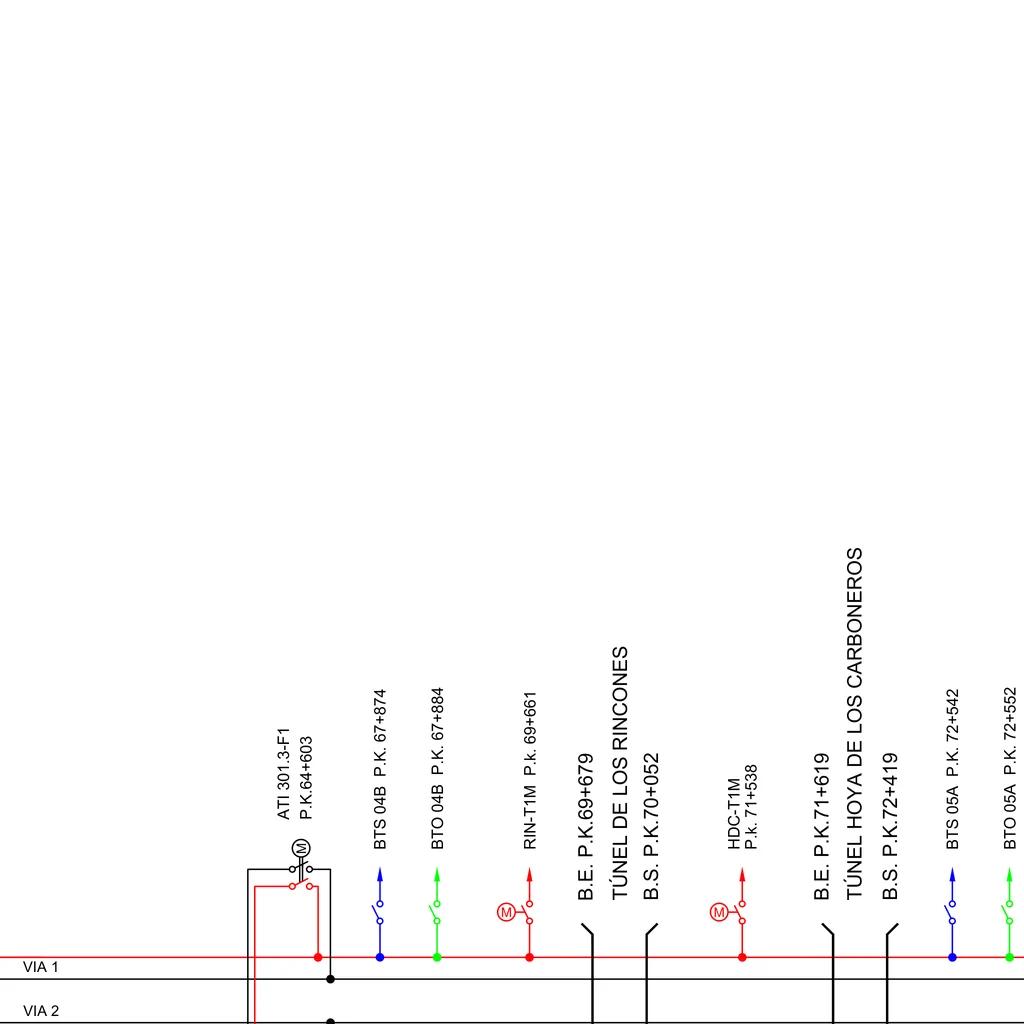 ATI 301.3-F1
P.K.64+603
M
BTS 04B P.K. 67+874
BTO 04B P.K. 67+884
RIN-T1M P.k. 69+661
M
B.E. P.K.69+679
TÚNEL DE LOS RINCONES
B.S. P.K.70+052
HDC-T1M
P.k. 71+538
M
B.E. P.K.71+619
TÚNEL HOYA DE LOS CARBONEROS
B.S. P.K.72+419
BTS 05A P.K. 72+542
BTO 05A P.K. 72+552
VIA 1
VIA 2